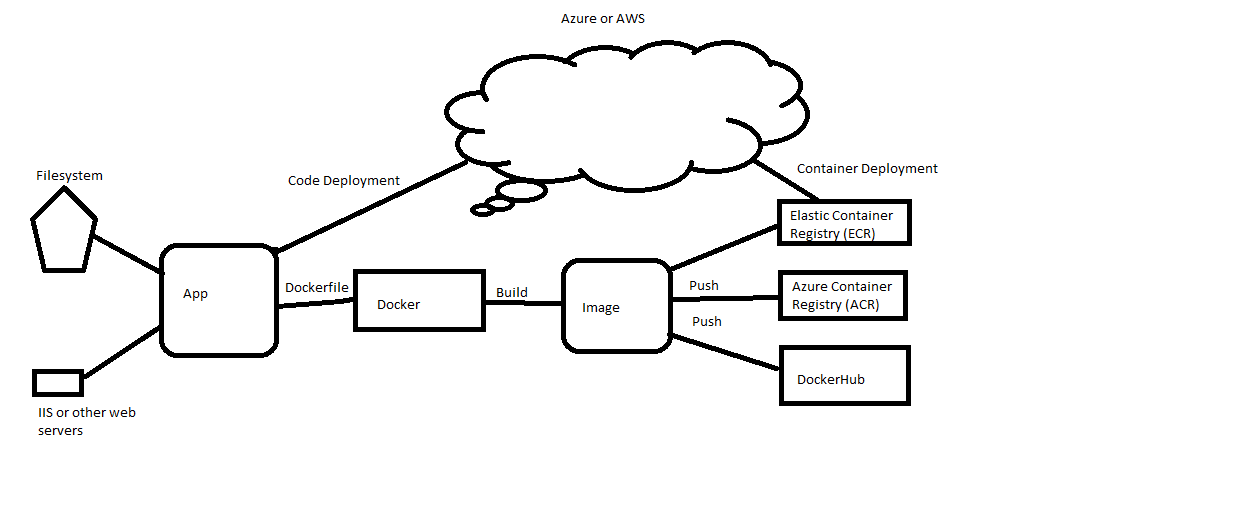 Azure or AWS
Filesystem
Code Deployment
Container Deployment
Elastic Container
Registry (ECR)
App
Dockerfile
Docker
Build
Image
Push
Azure Container
Registry (ACR)
Push
DockerHub
IIS or other web
servers